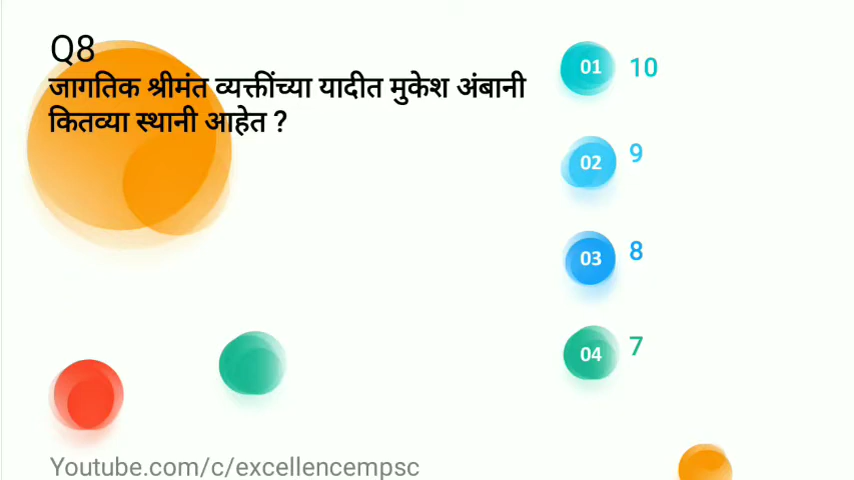 Q8
जागतिक श्रीमंत व्यक्तींच्या यादीत मुकेश अंबानी
कितव्या स्थानी आहेत ?
01 10
02 9
03 8
04 7
Youtube.com/c/excellencempsc